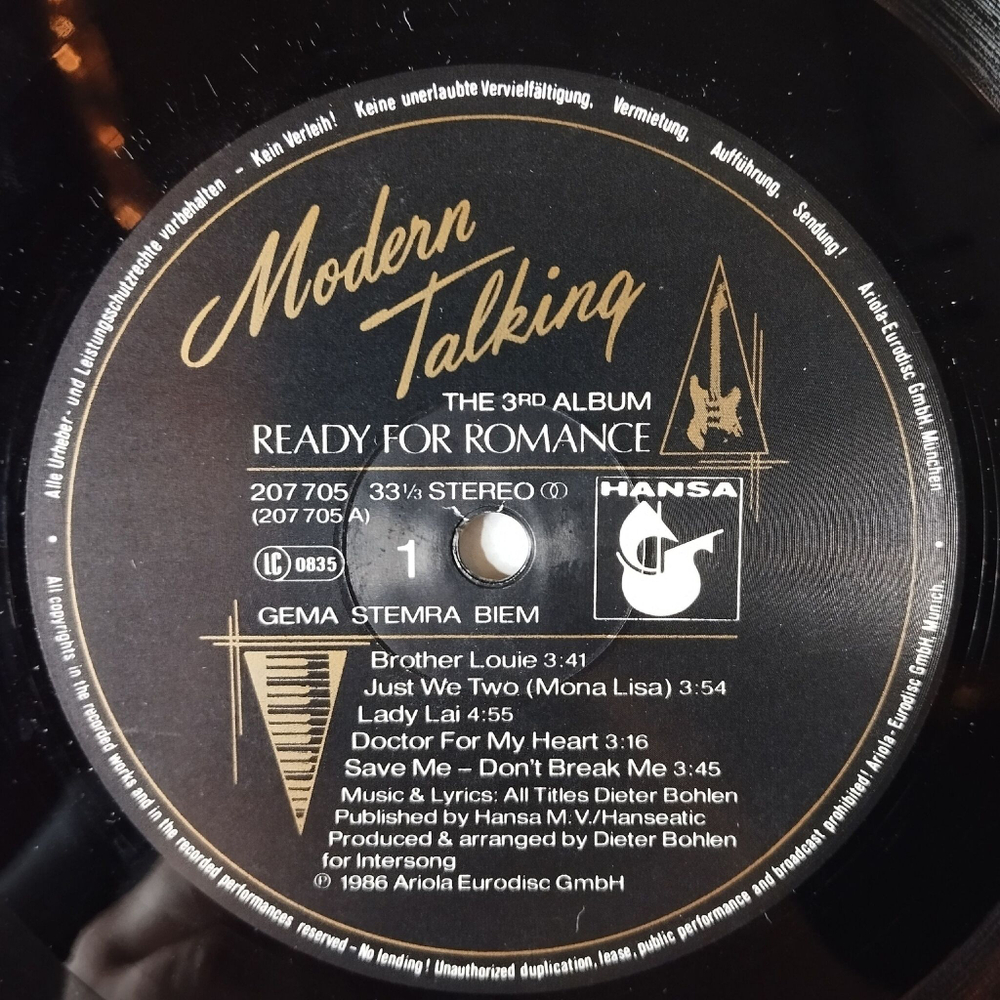 Alle Urheber- und Leistungsschutzrechte vorbehalten – Kein Verleih! Keine unerlaubte Vervielfältigung, Vermietung, Aufführung, Sendung! Ariola-Eurodisc GmbH, München
Modern
Talking
THE 3RD ALBUM
READY FOR ROMANCE
207 705 33 1/3 STEREO
(207 705 A)
HANSA
LC 0835
1
GEMA STEMRA BIEM
Brother Louie 3:41
Just We Two (Mona Lisa) 3:54
Lady Lai 4:55
Doctor For My Heart 3:16
Save Me – Don't Break Me 3:45
Music & Lyrics: All Titles Dieter Bohlen
Published by Hansa M.V./Hanseatic
Produced & arranged by Dieter Bohlen
for Intersong
℗ 1986 Ariola Eurodisc GmbH
All copyrights in the recorded works and in the recorded performances reserved – No lending! Unauthorized duplication, lease, public performance and broadcast prohibited! Ariola-Eurodisc GmbH, Munich.